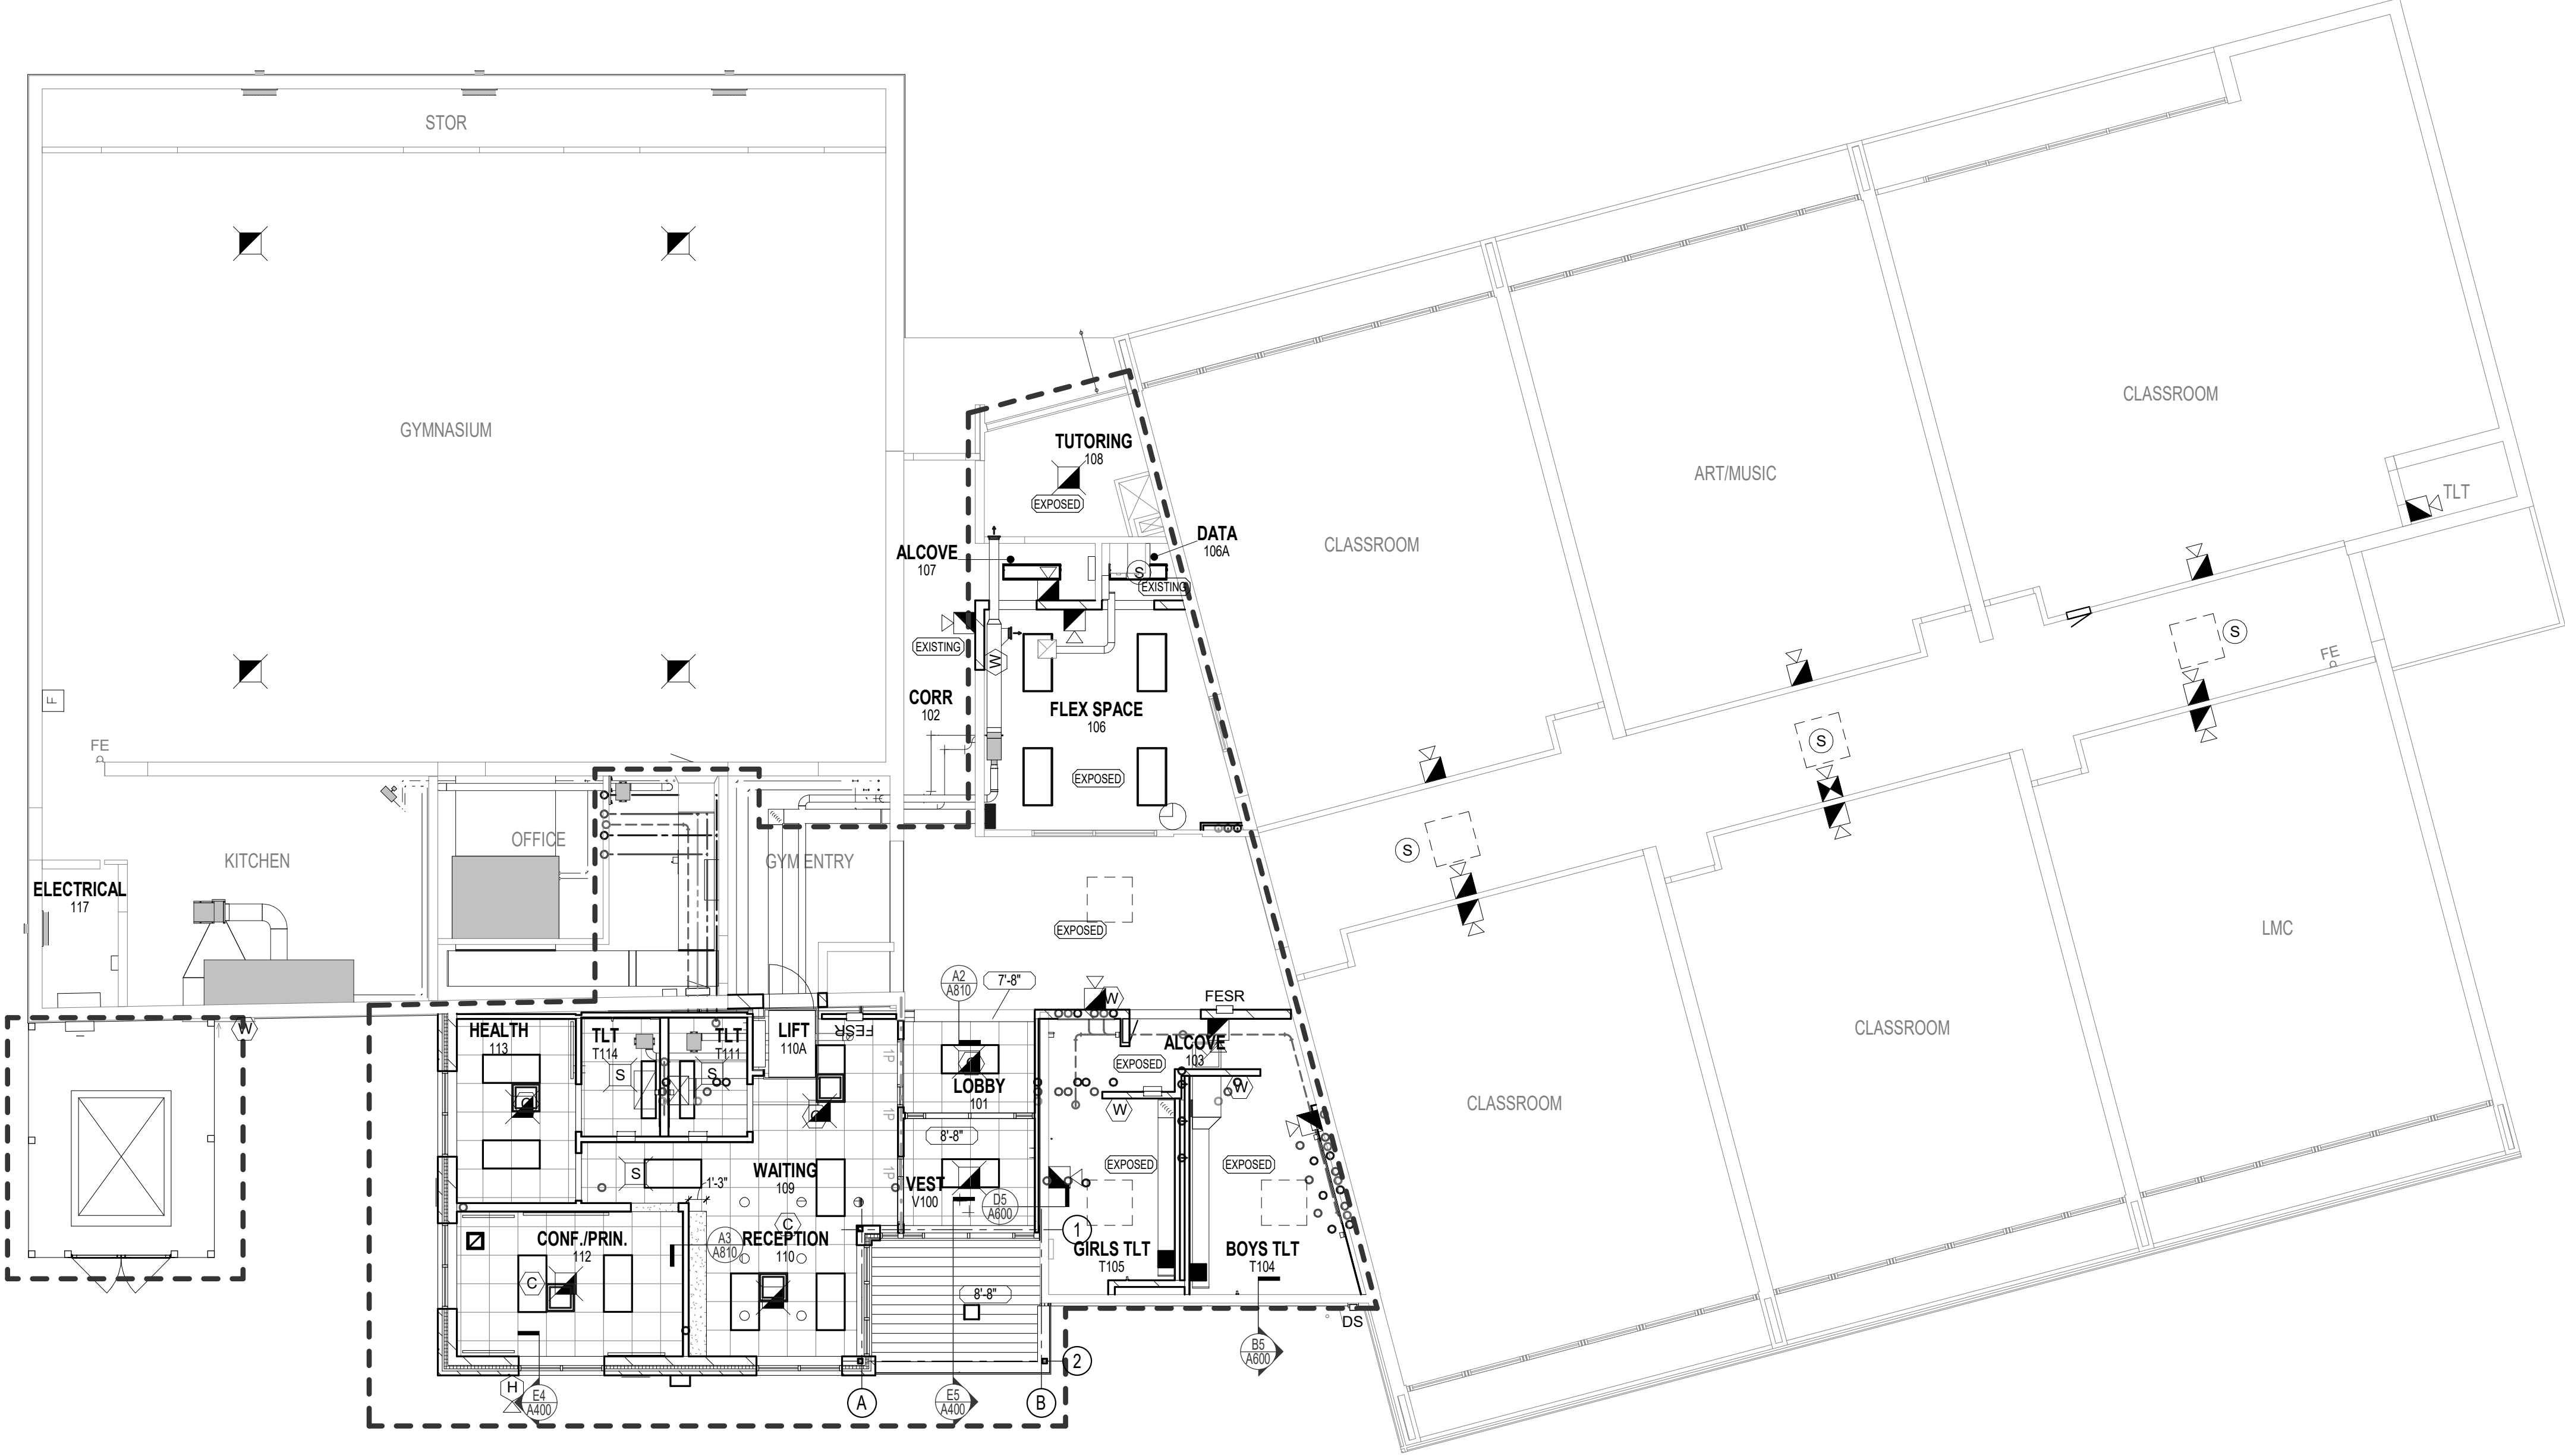 STOR
GYMNASIUM
CLASSROOM
TUTORING
108
ART/MUSIC
EXPOSED
TLT
DATA
106A
CLASSROOM
ALCOVE
107
S
EXISTING
EXISTING
S
W
FE
F
CORR
102
FLEX SPACE
106
S
FE
EXPOSED
OFFICE
KITCHEN
GYM ENTRY
S
ELECTRICAL
117
EXPOSED
LMC
A2
A810
7'-8"
W
FESR
W
HEALTH
113
TLT
T114
TLT
T111
LIFT
110A
FESR
1P
ALCOVE
103
EXPOSED
CLASSROOM
S
S
LOBBY
101
W
W
CLASSROOM
C
1P
8'-8"
S
WAITING
109
1P
EXPOSED
EXPOSED
1'-3"
VEST
V100
D5
A600
C
1
CONF./PRIN.
112
A3
A810
RECEPTION
110
GIRLS TLT
T105
BOYS TLT
T104
C
8'-8"
DS
B5
A600
2
H
E4
A400
A
E5
A400
B